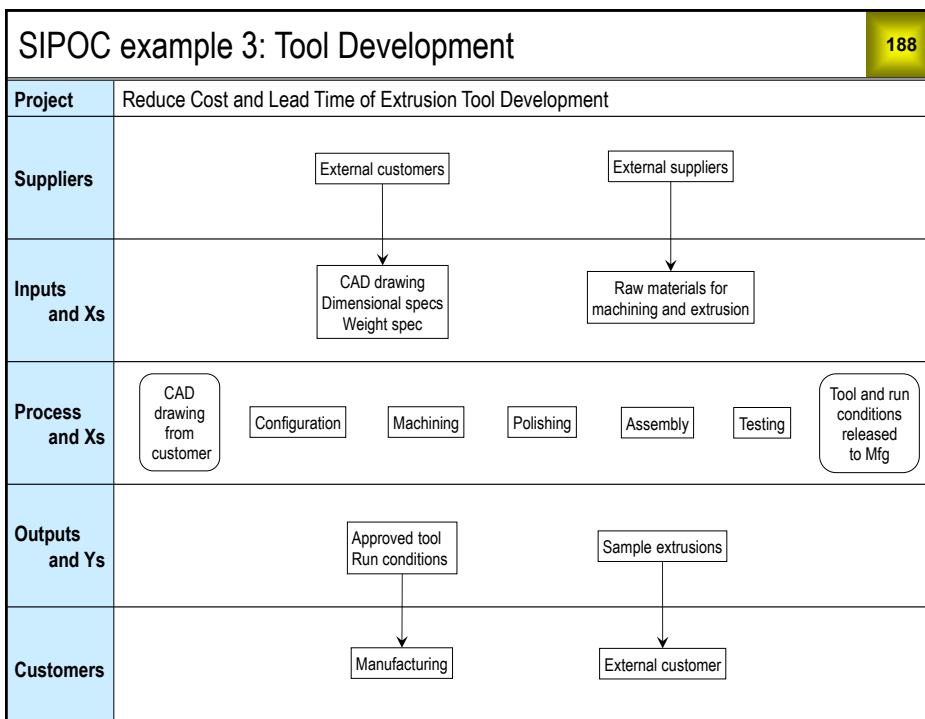 SIPOC example 3: Tool Development
188
Project
Reduce Cost and Lead Time of Extrusion Tool Development
Suppliers
External customers
External suppliers
Inputs
and Xs
CAD drawing
Dimensional specs
Weight spec
Raw materials for
machining and extrusion
Process
and Xs
CAD
drawing
from
customer
Configuration
Machining
Polishing
Assembly
Testing
Tool and run
conditions
released
to Mfg
Outputs
and Ys
Approved tool
Run conditions
Sample extrusions
Customers
Manufacturing
External customer